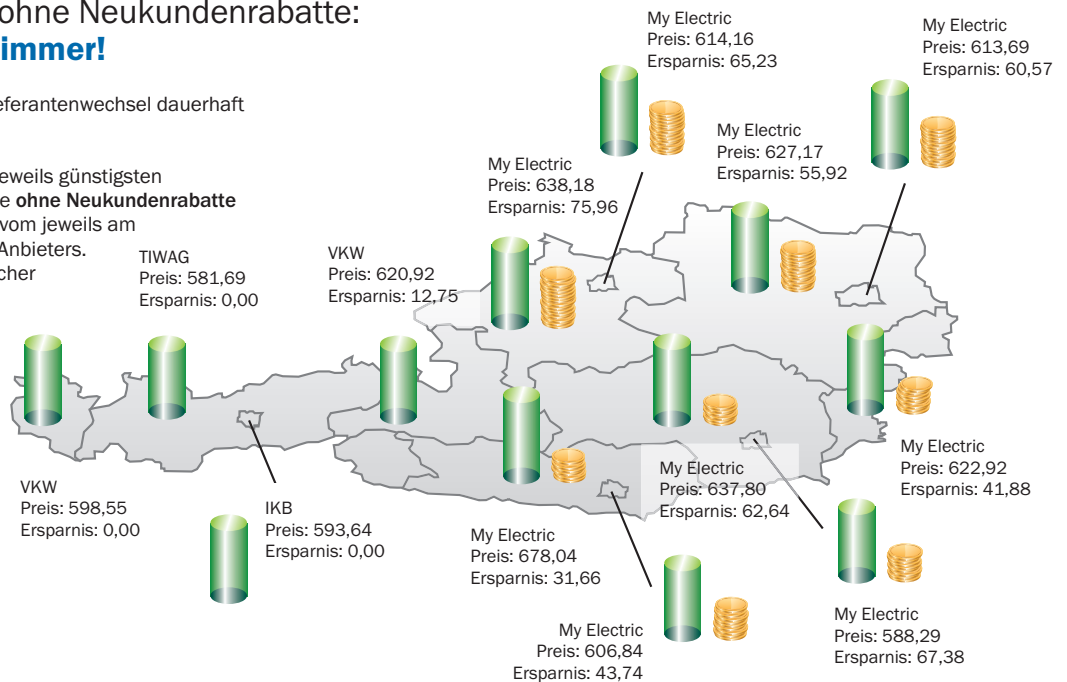 ohne Neukundenrabatte:
immer!
eferantenwechsel dauerhaft
eweils günstigsten
e ohne Neukundenrabatte
vom jeweils am
Anbieters.
cher
My Electric
Preis: 614,16
Ersparnis: 65,23
My Electric
Preis: 613,69
Ersparnis: 60,57
My Electric
Preis: 627,17
Ersparnis: 55,92
My Electric
Preis: 638,18
Ersparnis: 75,96
TIWAG
Preis: 581,69
Ersparnis: 0,00
VKW
Preis: 620,92
Ersparnis: 12,75
VKW
Preis: 598,55
Ersparnis: 0,00
IKB
Preis: 593,64
Ersparnis: 0,00
My Electric
Preis: 678,04
Ersparnis: 31,66
My Electric
Preis: 637,80
Ersparnis: 62,64
My Electric
Preis: 622,92
Ersparnis: 41,88
My Electric
Preis: 606,84
Ersparnis: 43,74
My Electric
Preis: 588,29
Ersparnis: 67,38